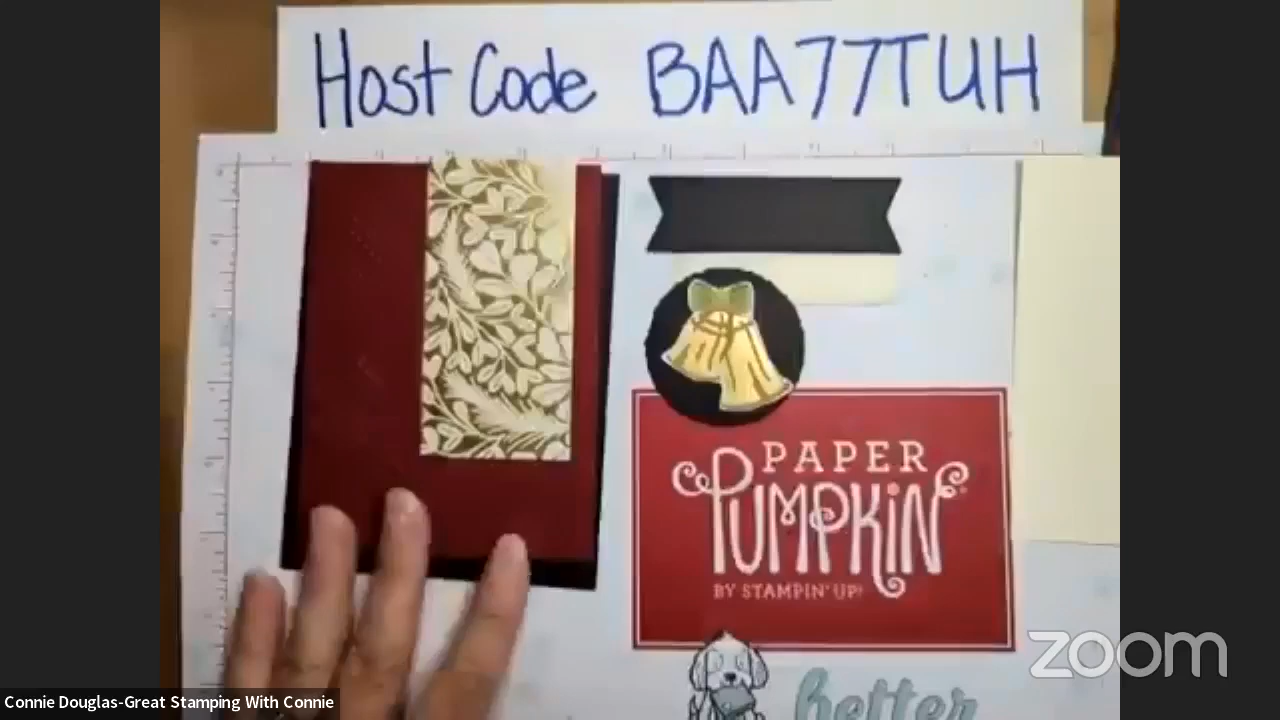 Host Code BAA77TUH
PAPER
PUMPKIN
BY STAMPIN' UP!
better
zoom
Connie Douglas-Great Stamping With Connie